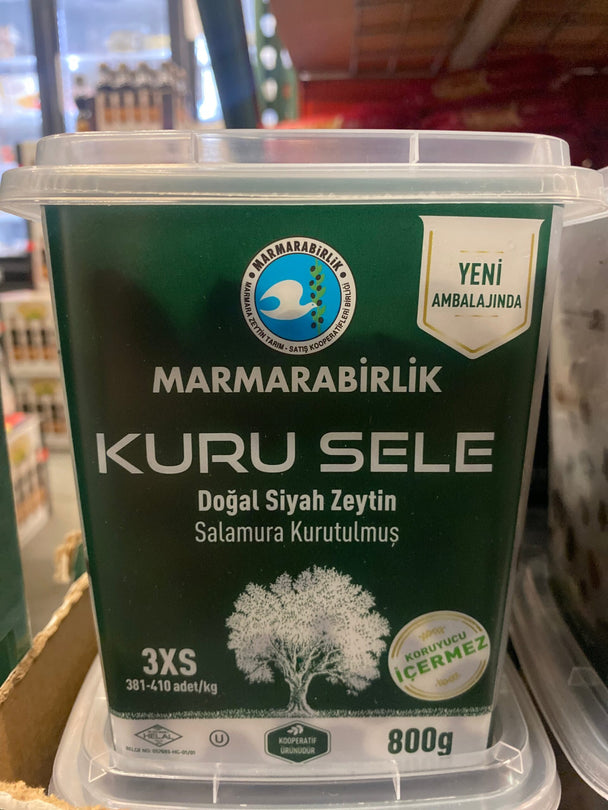 MARMARABİRLİK
MARMARA ZEYTİN TARIM - SATIŞ KOOPERATİFLERİ BİRLİĞİ
YENİ
AMBALAJINDA
MARMARABİRLİK
KURU SELE
Doğal Siyah Zeytin
Salamura Kurutulmuş
3XS
381-410 adet/kg
KORUYUCU
İÇERMEZ
HELAL
U
KOOPERATİF
ÜRÜNÜDÜR
800g